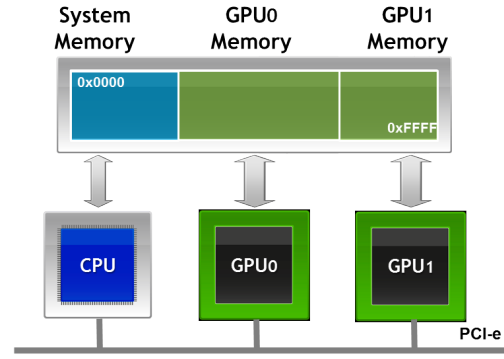 System Memory
GPU0 Memory
GPU1 Memory
0x0000
0xFFFF
CPU
GPU0
GPU1
PCI-e